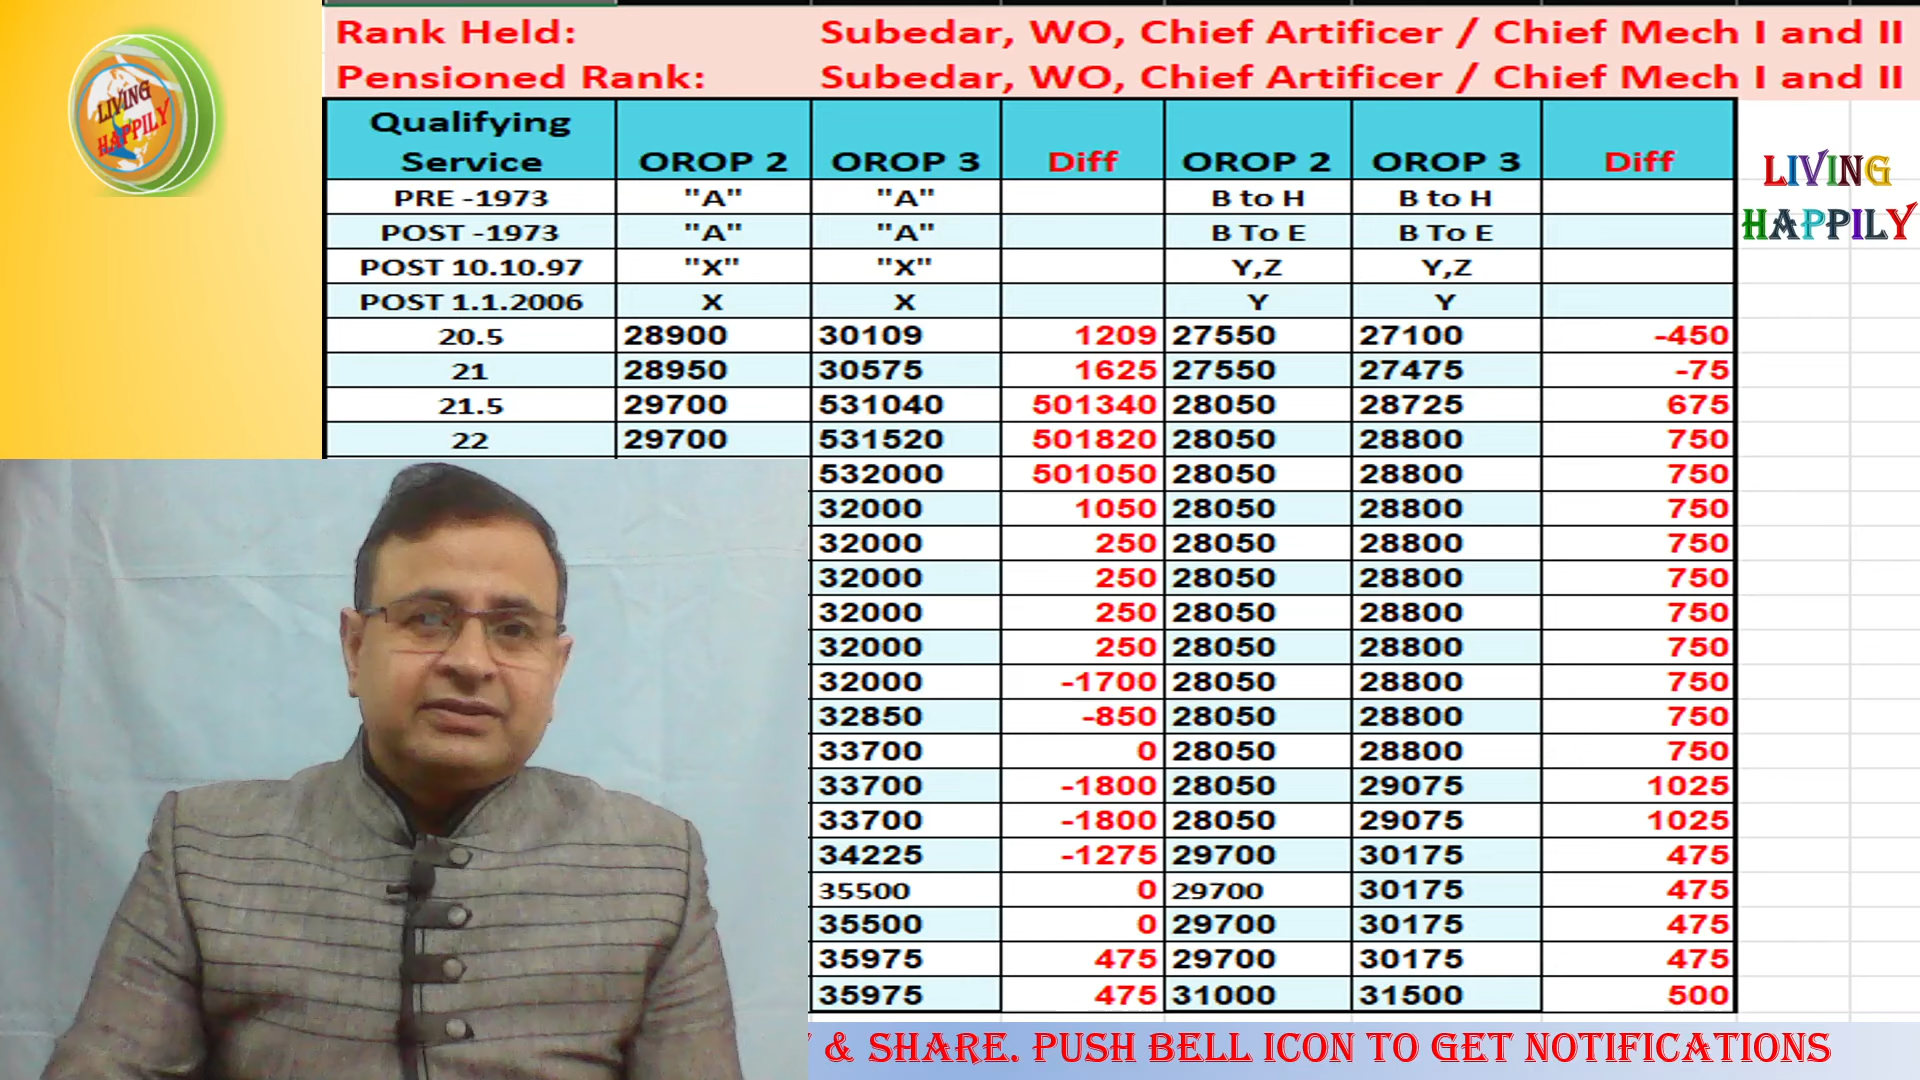 LIVING
HAPPILY
Rank Held: Subedar, WO, Chief Artificer / Chief Mech I and II
Pensioned Rank: Subedar, WO, Chief Artificer / Chief Mech I and II
Qualifying Service OROP 2 OROP 3 Diff OROP 2 OROP 3 Diff
PRE -1973 "A" "A" B to H B to H
POST -1973 "A" "A" B To E B To E
POST 10.10.97 "X" "X" Y,Z Y,Z
POST 1.1.2006 X X Y Y
20.5 28900 30109 1209 27550 27100 -450
21 28950 30575 1625 27550 27475 -75
21.5 29700 531040 501340 28050 28725 675
22 29700 531520 501820 28050 28800 750
532000 501050 28050 28800 750
32000 1050 28050 28800 750
32000 250 28050 28800 750
32000 250 28050 28800 750
32000 250 28050 28800 750
32000 250 28050 28800 750
32000 -1700 28050 28800 750
32850 -850 28050 28800 750
33700 0 28050 28800 750
33700 -1800 28050 29075 1025
33700 -1800 28050 29075 1025
34225 -1275 29700 30175 475
35500 0 29700 30175 475
35500 0 29700 30175 475
35975 475 29700 30175 475
35975 475 31000 31500 500
LIVING
HAPPILY
& SHARE. PUSH BELL ICON TO GET NOTIFICATIONS